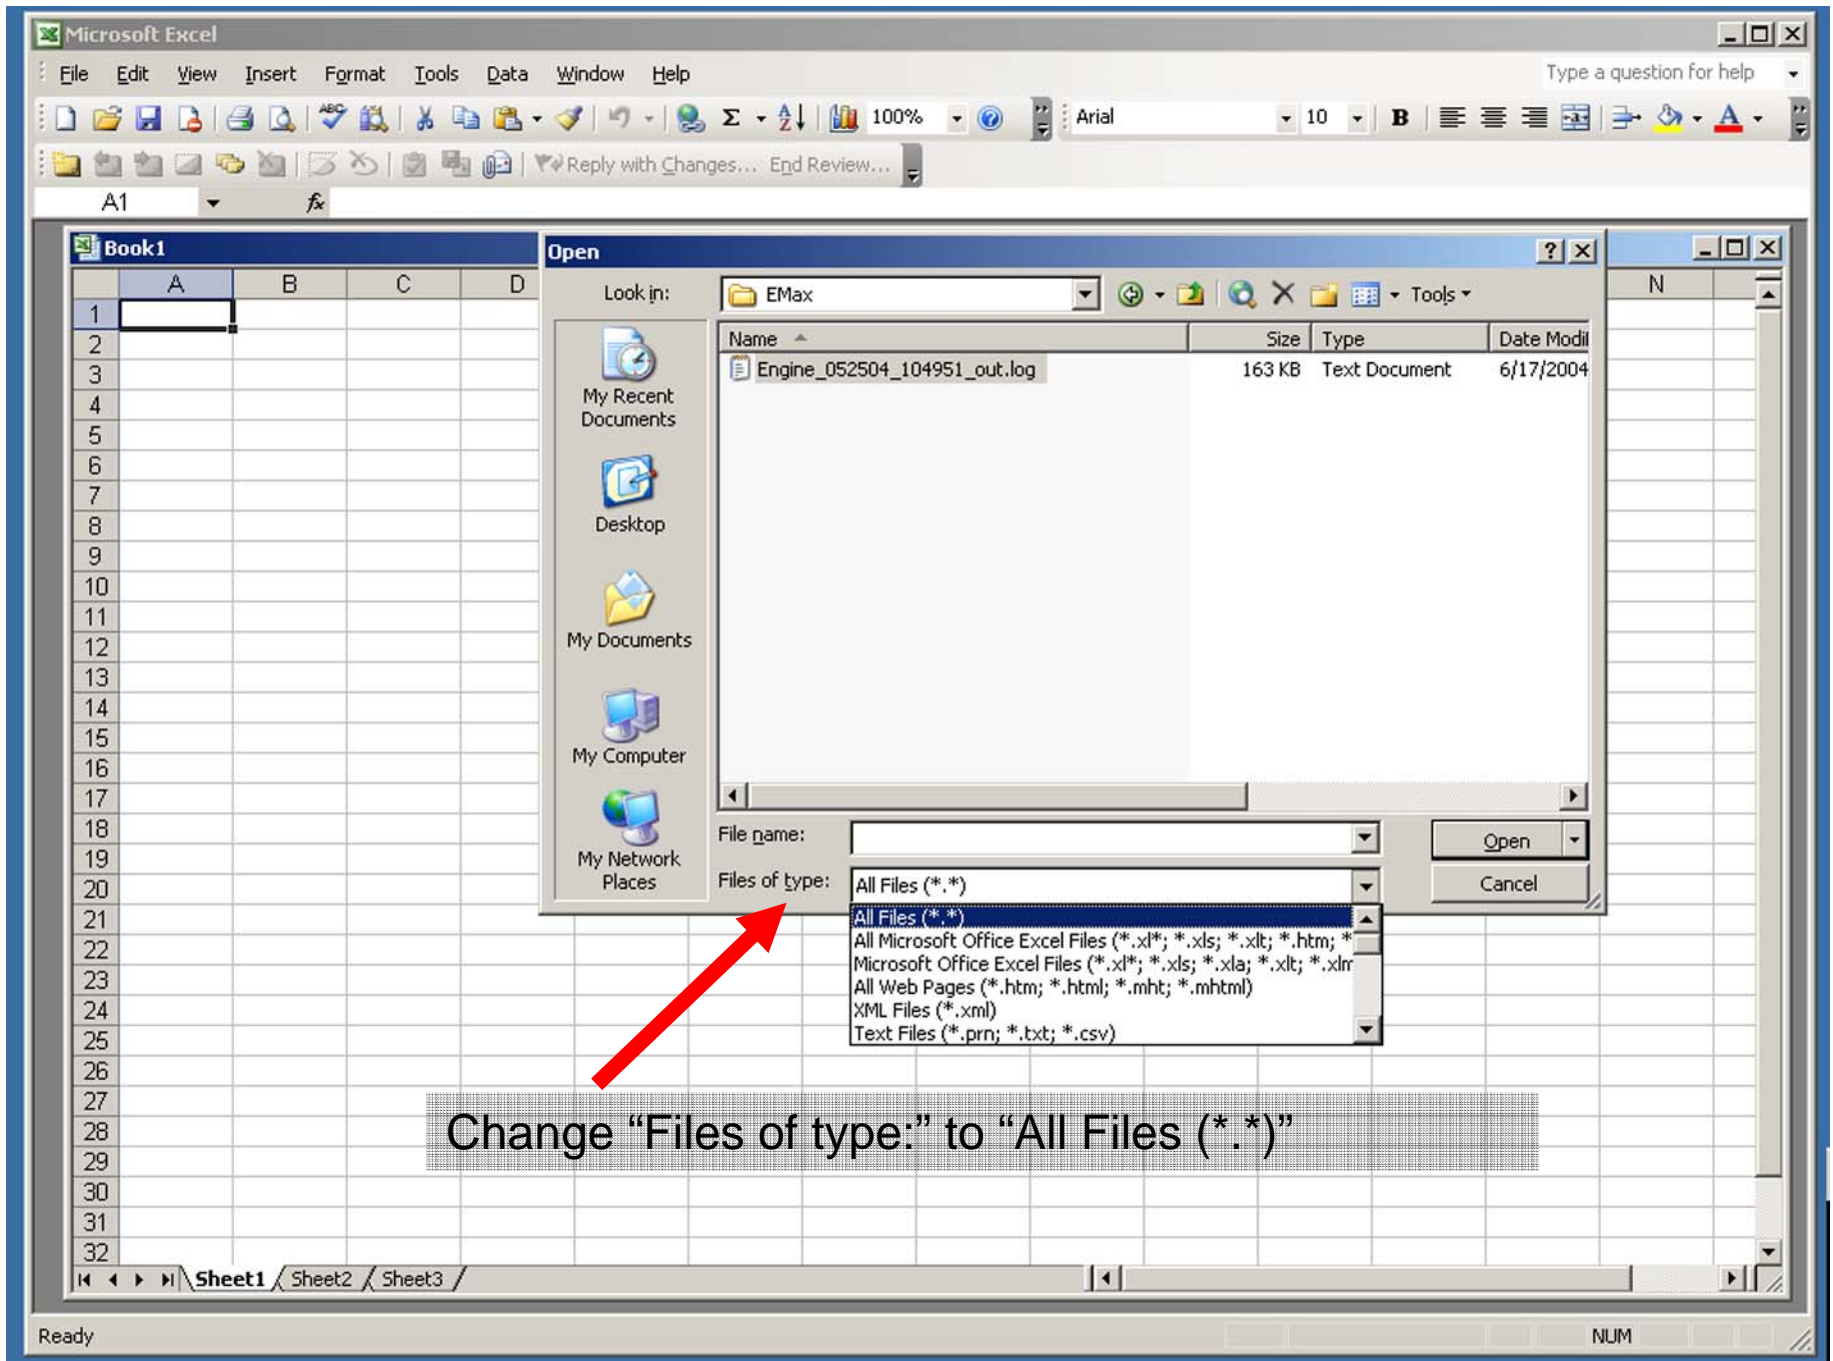 Microsoft Excel
File Edit View Insert Format Tools Data Window Help Type a question for help
ABC Σ A Z 100% Arial 10 B A
Reply with Changes... End Review...
A1 fx
Book1
Open
A B C D N
Look in: EMax Tools
Name Size Type Date Modif
Engine_052504_104951_out.log 163 KB Text Document 6/17/2004
My Recent
Documents
Desktop
My Documents
My Computer
My Network
Places
File name: Open
Files of type: All Files (*.*) Cancel
All Files (*.*)
All Microsoft Office Excel Files (*.xl*; *.xls; *.xlt; *.htm; *
Microsoft Office Excel Files (*.xl*; *.xls; *.xla; *.xlt; *.xlm
All Web Pages (*.htm; *.html; *.mht; *.mhtml)
XML Files (*.xml)
Text Files (*.prn; *.txt; *.csv)
1
2
3
4
5
6
7
8
9
10
11
12
13
14
15
16
17
18
19
20
21
22
23
24
25
26
27
28
29
30
31
32
Change “Files of type:” to “All Files (*.*)”
Sheet1 Sheet2 Sheet3
Ready NUM